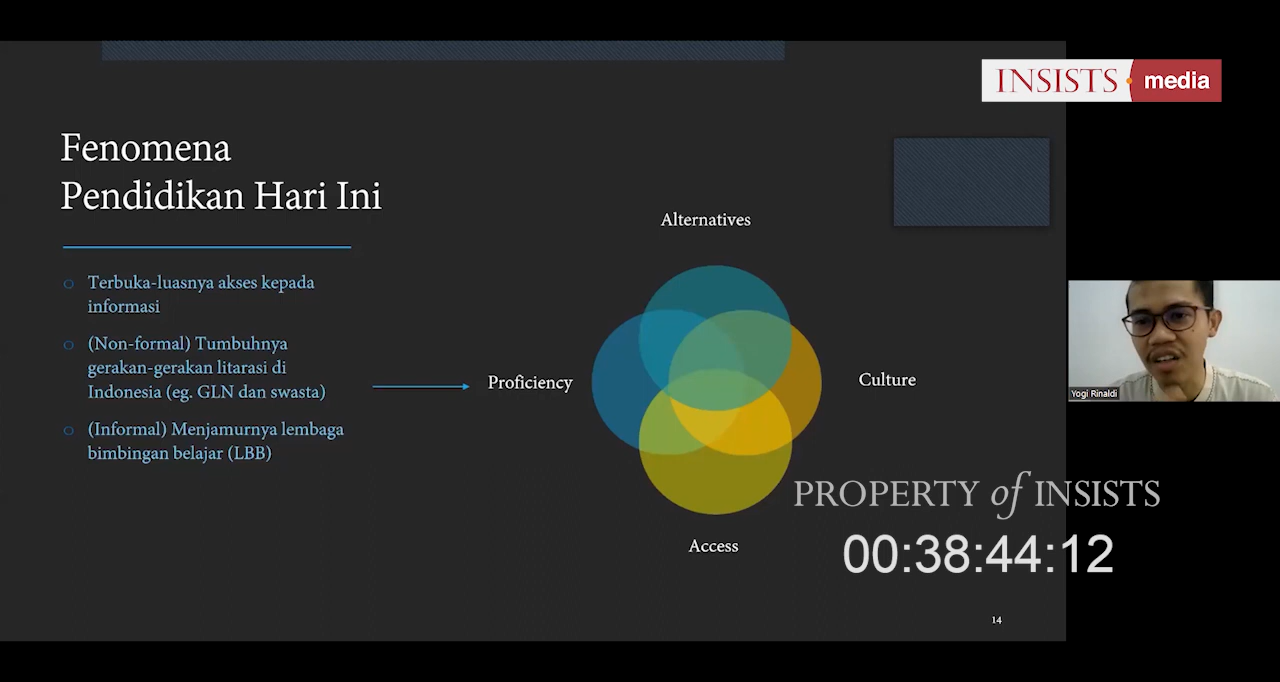 INSISTS media
Fenomena
Pendidikan Hari Ini
Alternatives
Terbuka-luasnya akses kepada
informasi
(Non-formal) Tumbuhnya
gerakan-gerakan litarasi di
Indonesia (eg. GLN dan swasta)
(Informal) Menjamurnya lembaga
bimbingan belajar (LBB)
Proficiency
Culture
Access
Yogi Rinaldi
PROPERTY of INSISTS
00:38:44:12
14